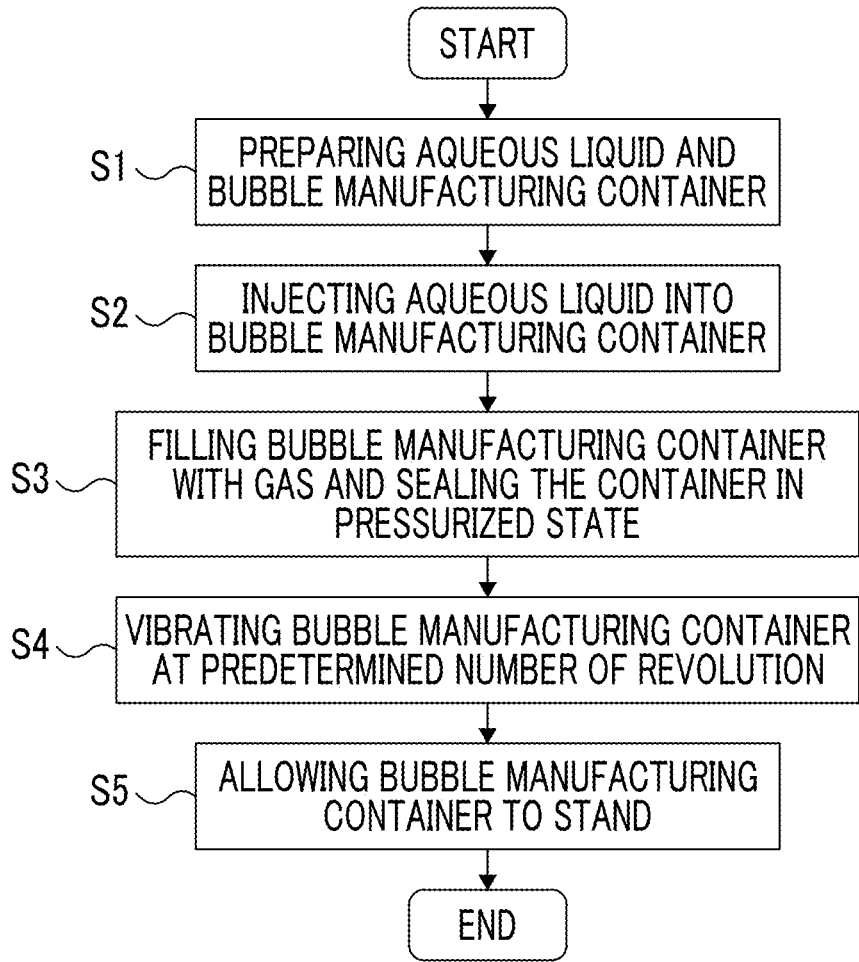 START
S1
PREPARING AQUEOUS LIQUID AND
BUBBLE MANUFACTURING CONTAINER
S2
INJECTING AQUEOUS LIQUID INTO
BUBBLE MANUFACTURING CONTAINER
S3
FILLING BUBBLE MANUFACTURING CONTAINER
WITH GAS AND SEALING THE CONTAINER IN
PRESSURIZED STATE
S4
VIBRATING BUBBLE MANUFACTURING CONTAINER
AT PREDETERMINED NUMBER OF REVOLUTION
S5
ALLOWING BUBBLE MANUFACTURING
CONTAINER TO STAND
END